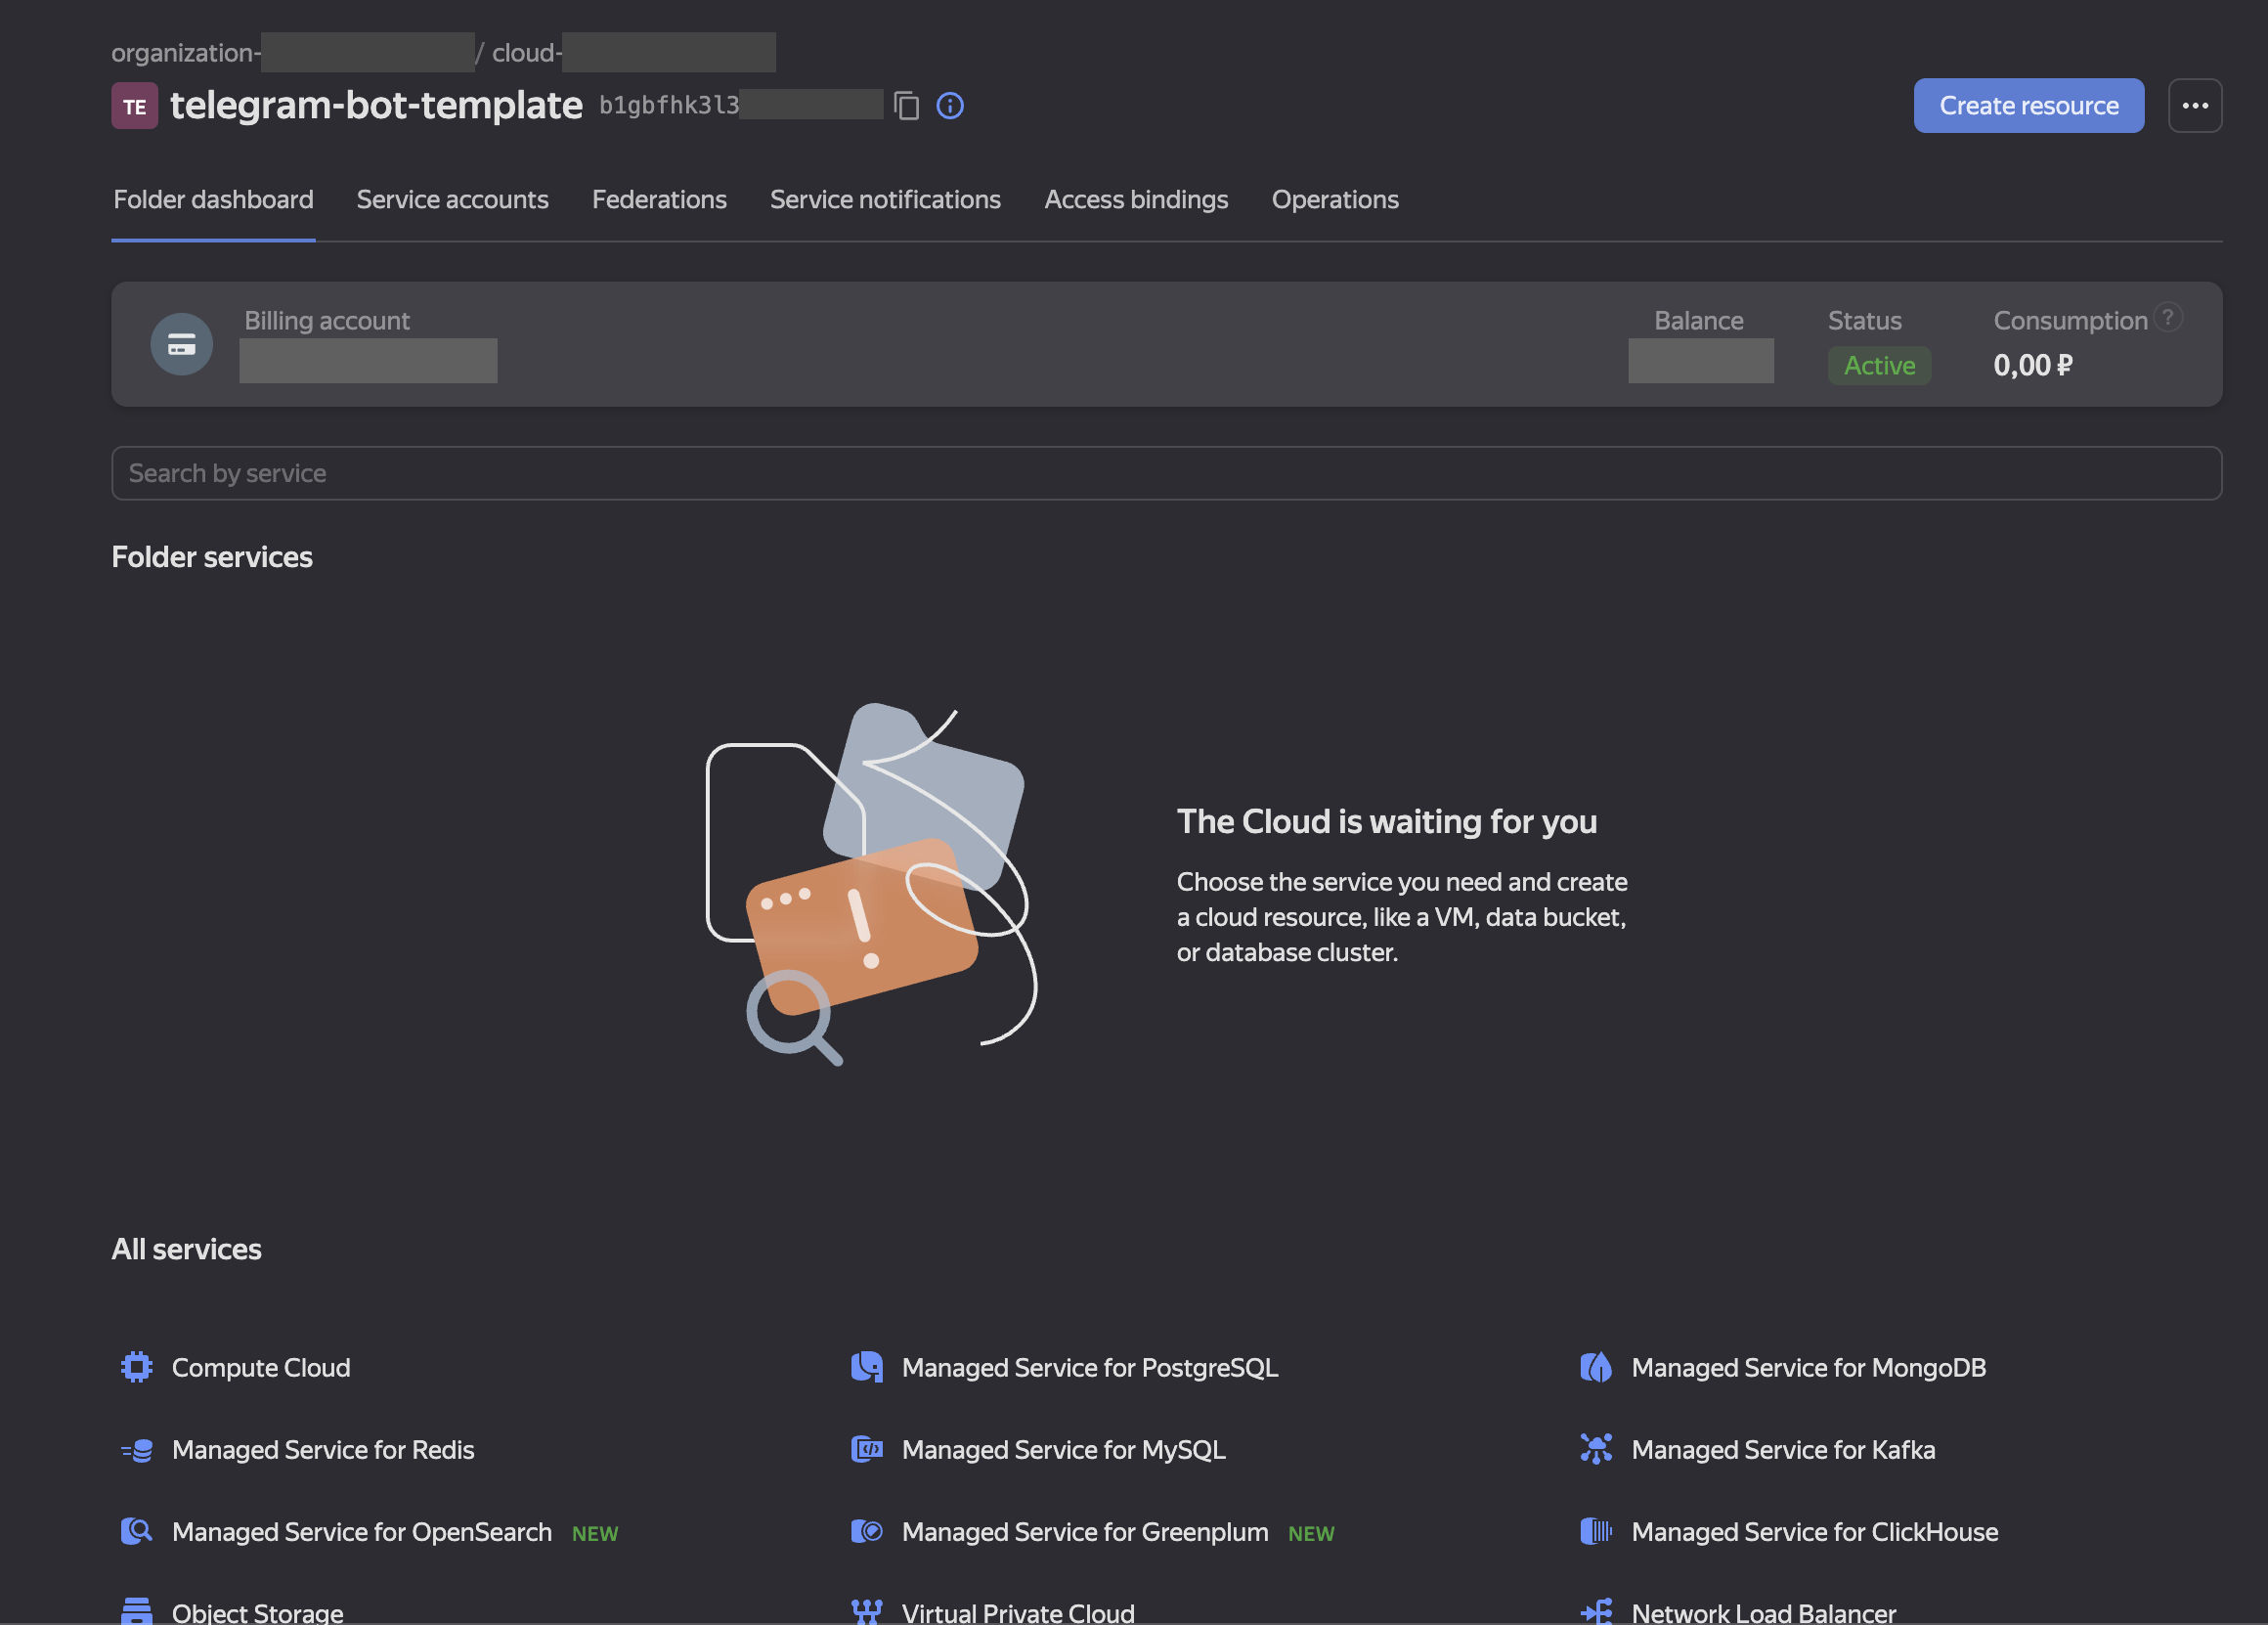 organization- / cloud-
TE telegram-bot-template b1gbfhk3l3
Create resource
Folder dashboard Service accounts Federations Service notifications Access bindings Operations
Billing account Balance Status Consumption ?
Active 0,00 ₽
Search by service
Folder services
The Cloud is waiting for you
Choose the service you need and create
a cloud resource, like a VM, data bucket,
or database cluster.
All services
Compute Cloud Managed Service for PostgreSQL Managed Service for MongoDB
Managed Service for Redis Managed Service for MySQL Managed Service for Kafka
Managed Service for OpenSearch NEW Managed Service for Greenplum NEW Managed Service for ClickHouse
Object Storage Virtual Private Cloud Network Load Balancer